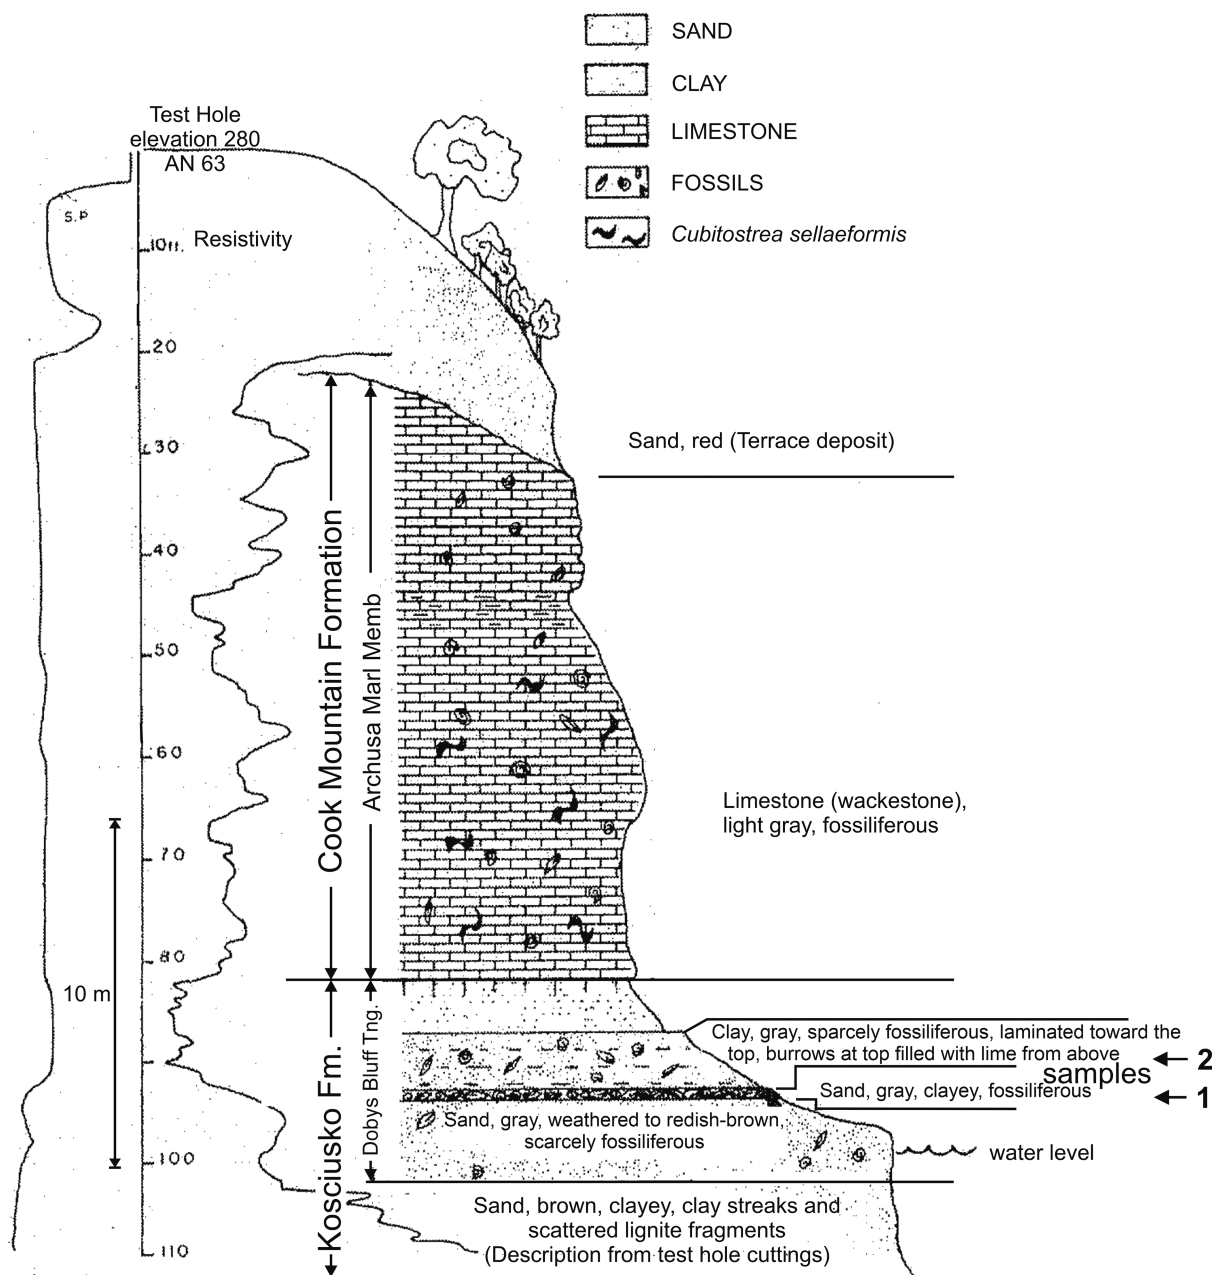 SAND
CLAY
LIMESTONE
FOSSILS
Cubitostrea sellaeformis
Test Hole
elevation 280
AN 63
S.P
10ft.
Resistivity
20
30
40
50
60
70
80
100
110
10 m
Cook Mountain Formation
Archusa Marl Memb
Kosciusko Fm.
Dobys Bluff Tng.
Sand, red (Terrace deposit)
Limestone (wackestone),
light gray, fossiliferous
Clay, gray, sparcely fossiliferous, laminated toward the
top, burrows at top filled with lime from above
2
samples
Sand, gray, clayey, fossiliferous
1
Sand, gray, weathered to redish-brown,
scarcely fossiliferous
water level
Sand, brown, clayey, clay streaks and
scattered lignite fragments
(Description from test hole cuttings)